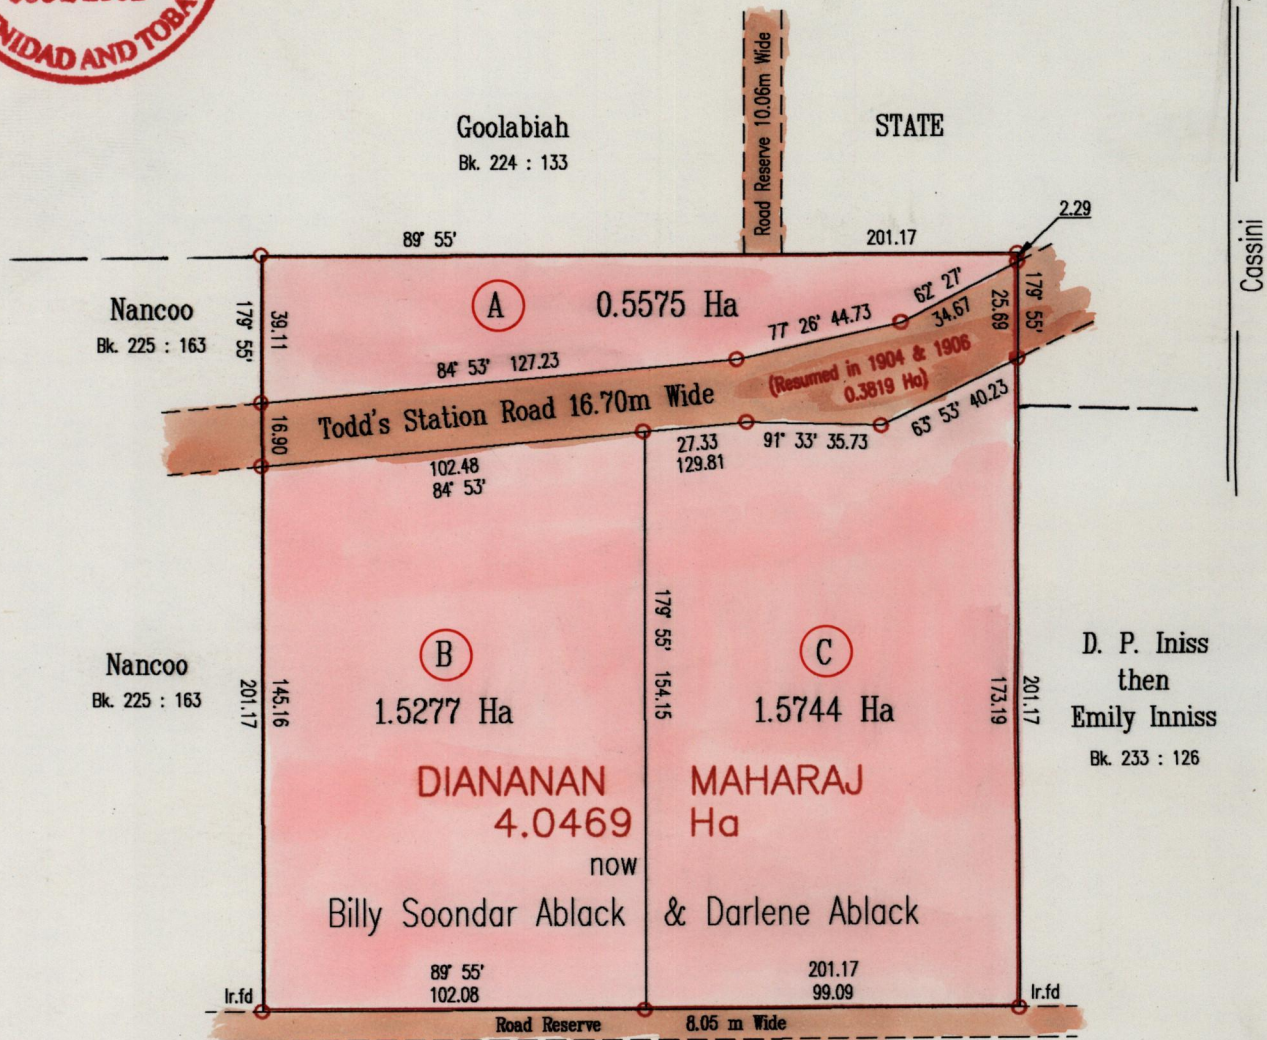 NIDAD AND TOBA
Road Reserve 10.06m Wide
Goolabiah
Bk. 224 : 133
STATE
2.29
89° 55'
201.17
Cassini
Nancoo
Bk. 225 : 163
179° 55'
39.11
A
0.5575 Ha
62° 27'
34.67
25.69
179° 55'
77° 26' 44.73
84° 53' 127.23
(Resumed in 1904 & 1906
0.3819 Ha)
Todd's Station Road 16.70m Wide
16.90
63° 53' 40.23
27.33
129.81
91° 33' 35.73
102.48
84° 53'
179° 55' 154.15
Nancoo
Bk. 225 : 163
201.17
145.16
B
1.5277 Ha
C
1.5744 Ha
173.19
201.17
D. P. Iniss
then
Emily Inniss
Bk. 233 : 126
DIANANAN MAHARAJ
4.0469 Ha
now
Billy Soondar Ablack & Darlene Ablack
89° 55'
102.08
201.17
99.09
Ir.fd
Ir.fd
Road Reserve 8.05 m Wide